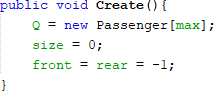 public void Create(){
    Q = new Passenger[max];
    size = 0;
    front = rear = -1;
}